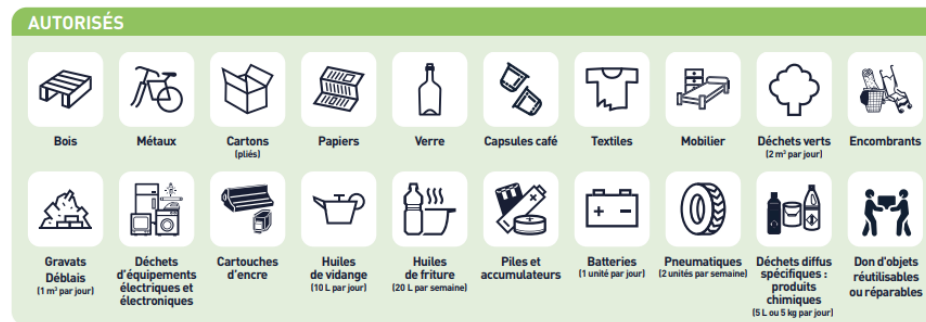 AUTORISÉS
Bois
Métaux
Cartons
(pliés)
Papiers
Verre
Capsules café
Textiles
Mobilier
Déchets verts
(2 m³ par jour)
Encombrants
Gravats
Déblais
(1 m³ par jour)
Déchets
d'équipements
électriques et
électroniques
Cartouches
d'encre
Huiles
de vidange
(10 L par jour)
Huiles
de friture
(20 L par semaine)
Piles et
accumulateurs
Batteries
(1 unité par jour)
Pneumatiques
(2 unités par semaine)
Déchets diffus
spécifiques :
produits
chimiques
(5 L ou 5 kg par jour)
Don d'objets
réutilisables
ou réparables